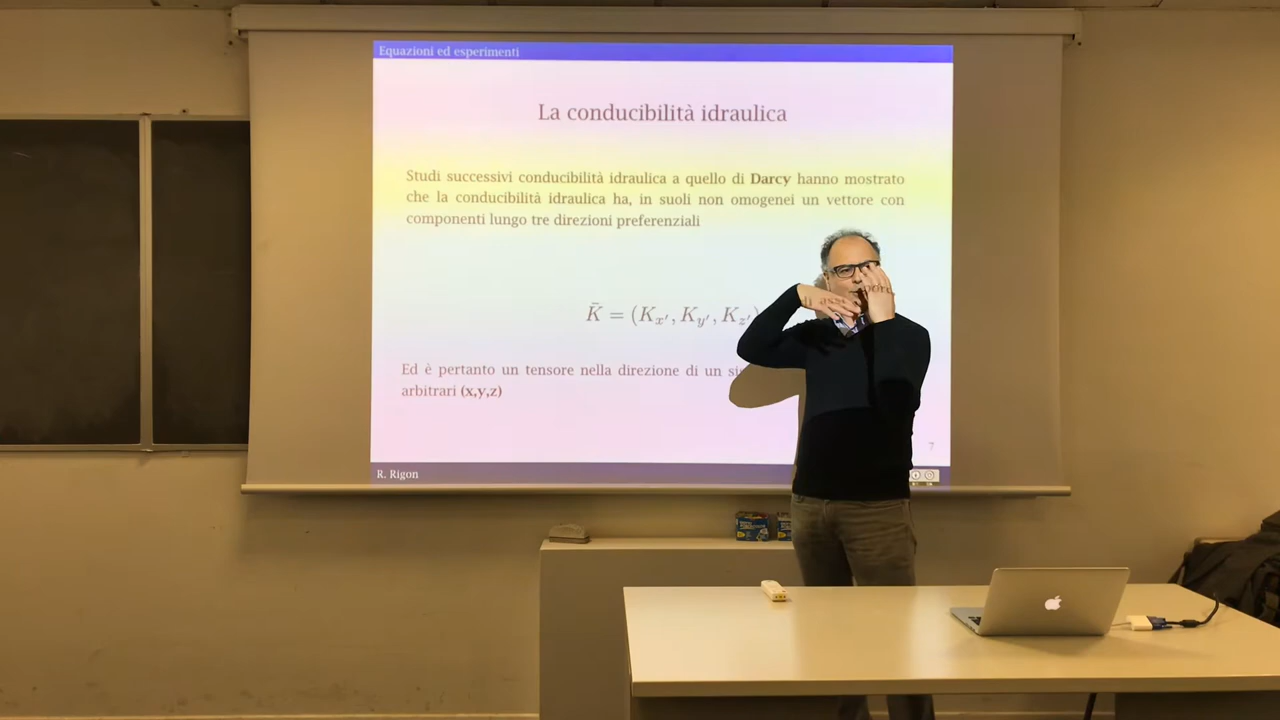 Equazioni ed esperimenti
La conducibilità idraulica
Studi successivi conducibilità idraulica a quello di Darcy hanno mostrato
che la conducibilità idraulica ha, in suoli non omogenei un vettore con
componenti lungo tre direzioni preferenziali
K̄ = (Kx′, Ky′, Kz′)
Ed è pertanto un tensore nella direzione di un
arbitrari (x,y,z)
7
R. Rigon